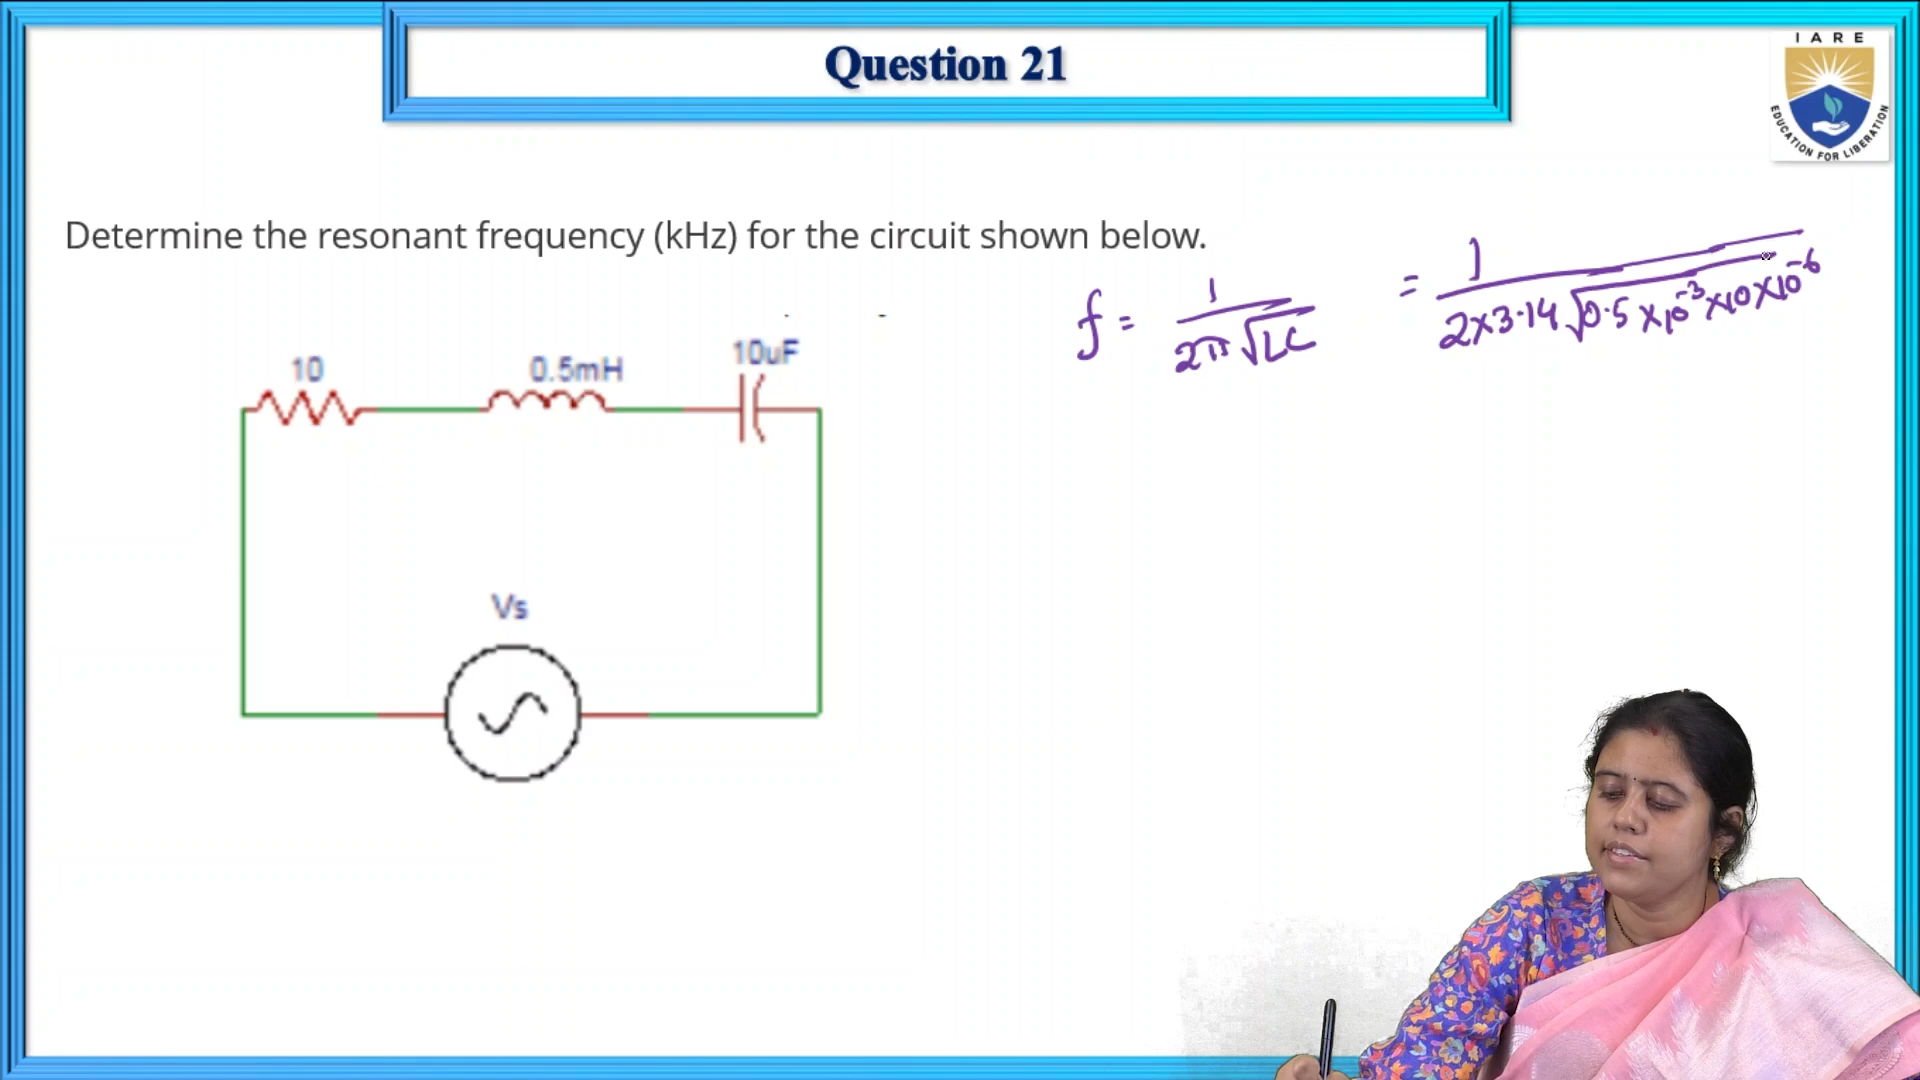 Question 21
IARE
EDUCATION FOR LIBERATION
Determine the resonant frequency (kHz) for the circuit shown below.
f = 1 / 2π√LC = 1 / 2×3.14√0.5×10⁻³×10×10⁻⁶
10
0.5mH
10uF
Vs